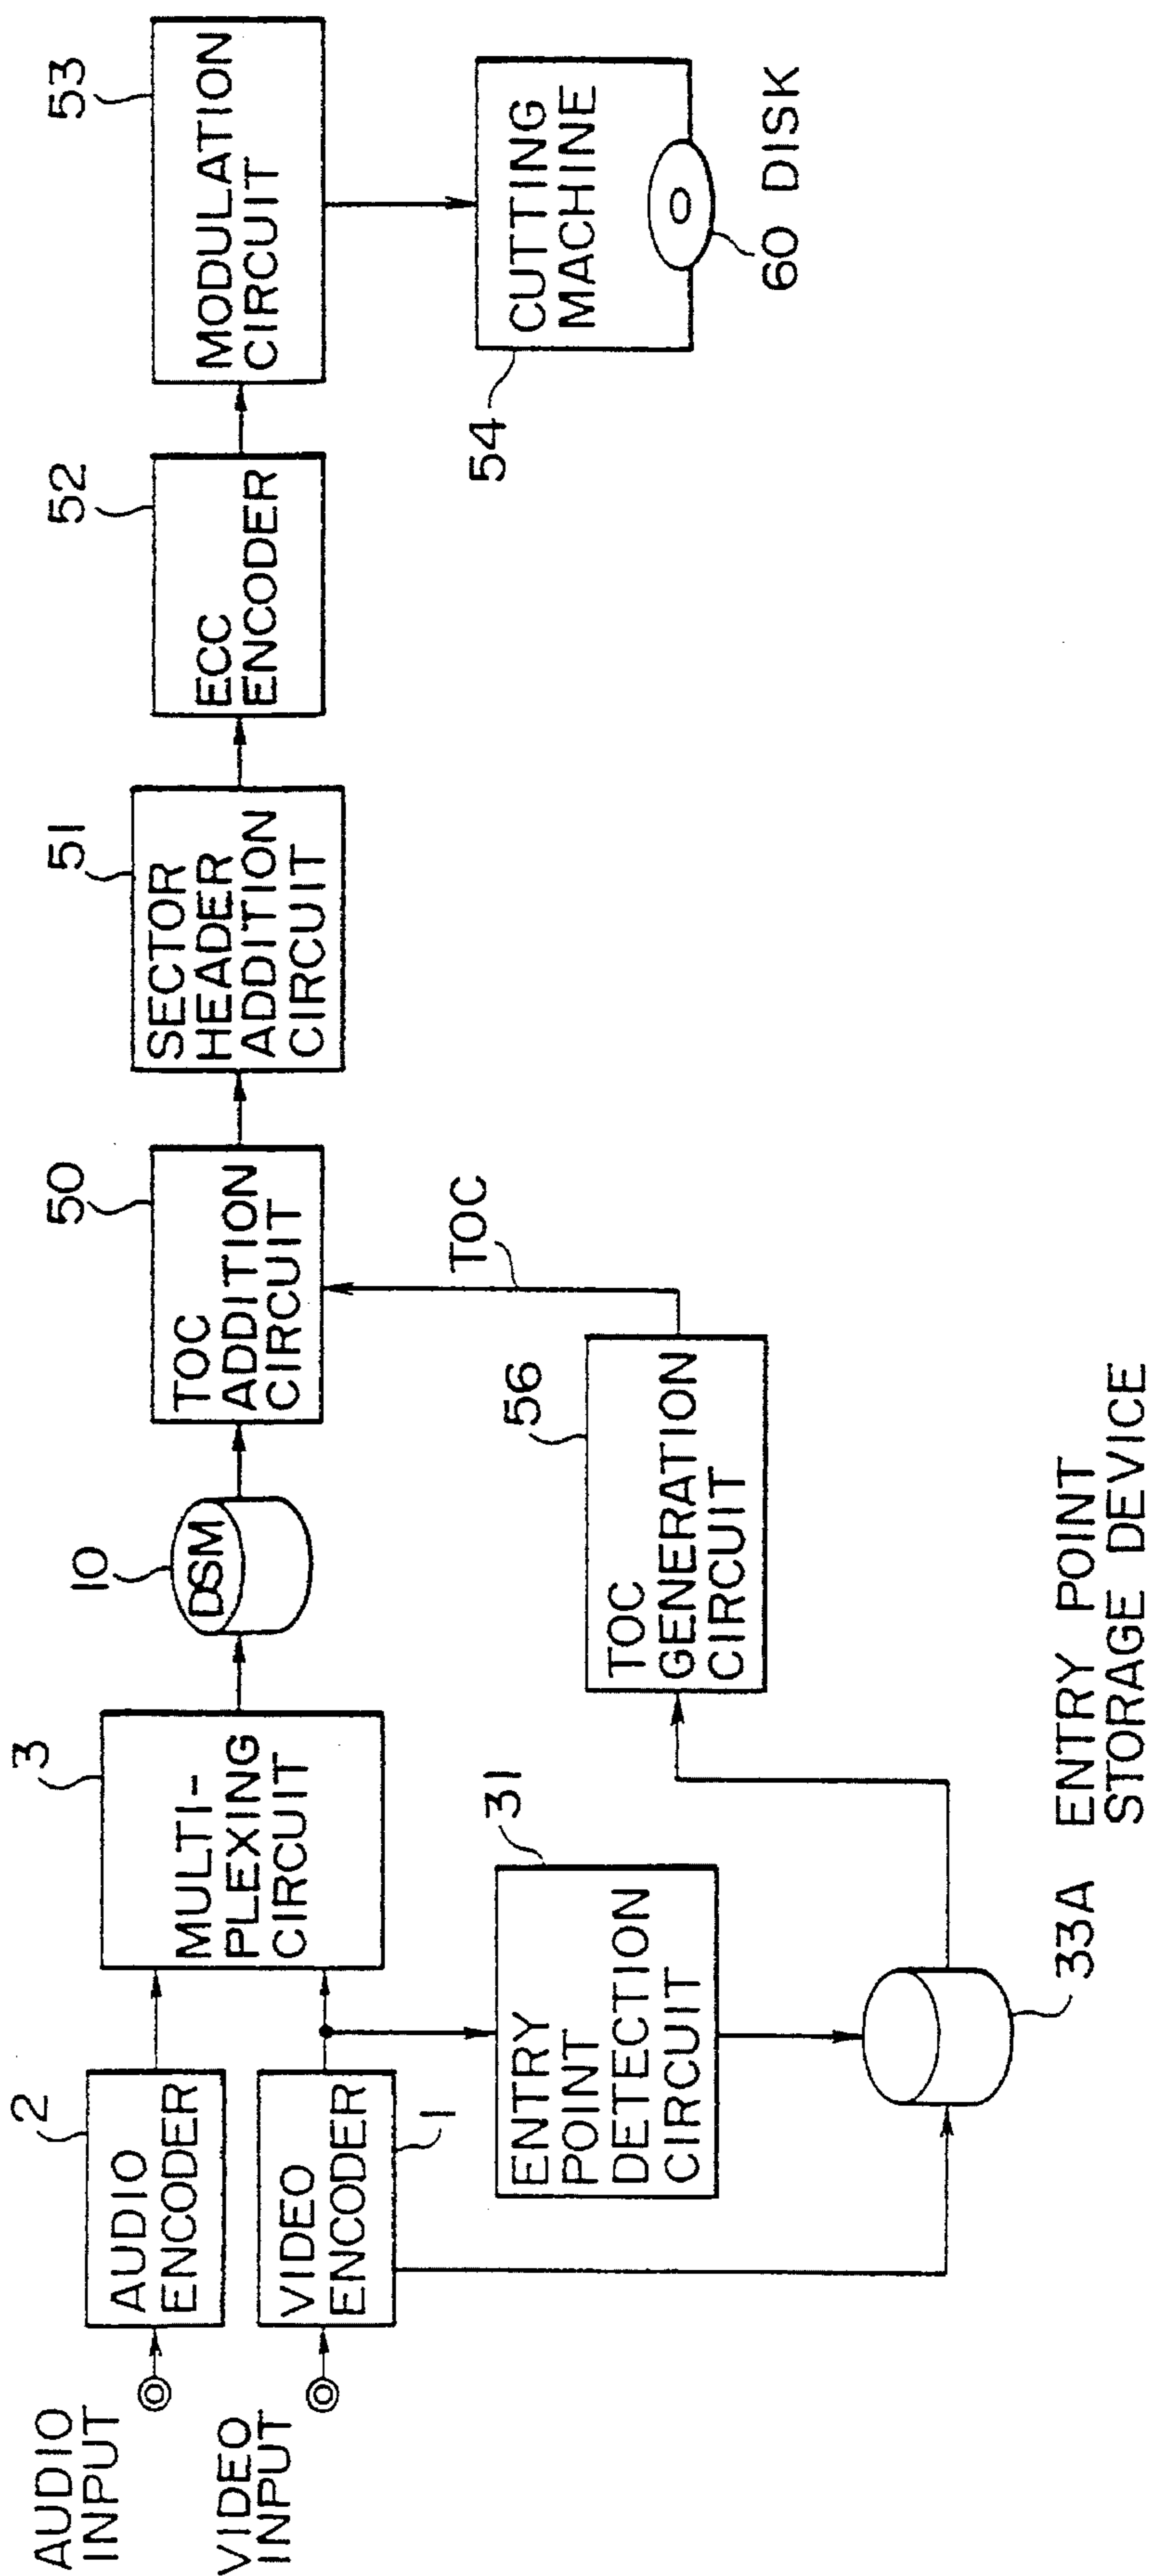 AUDIO
INPUT
VIDEO
INPUT
2
AUDIO
ENCODER
VIDEO
ENCODER
1
3
MULTI-
PLEXING
CIRCUIT
10
DSM
50
TOC
ADDITION
CIRCUIT
51
SECTOR
HEADER
ADDITION
CIRCUIT
52
ECC
ENCODER
53
MODULATION
CIRCUIT
54
CUTTING
MACHINE
60 DISK
31
ENTRY
POINT
DETECTION
CIRCUIT
56
TOC
GENERATION
CIRCUIT
TOC
33A ENTRY POINT
STORAGE DEVICE